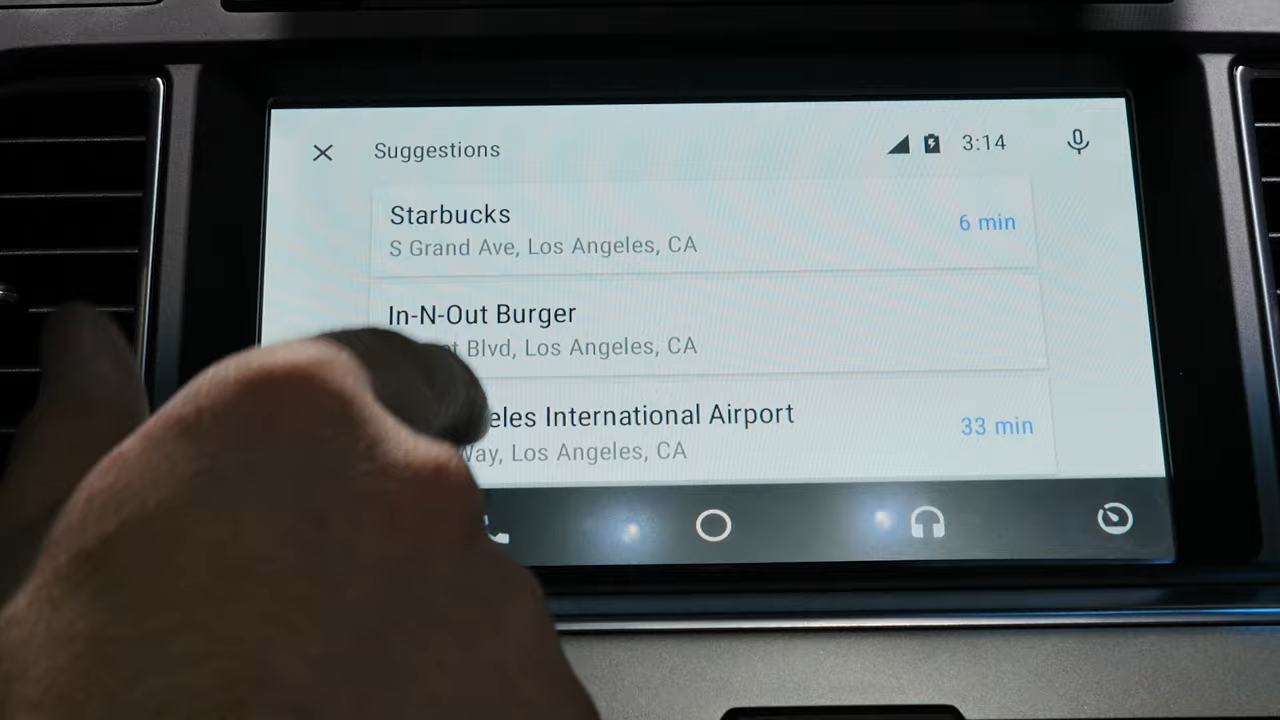 Suggestions
3:14
Starbucks
6 min
S Grand Ave, Los Angeles, CA
In-N-Out Burger
Blvd, Los Angeles, CA
International Airport
33 min
Way, Los Angeles, CA